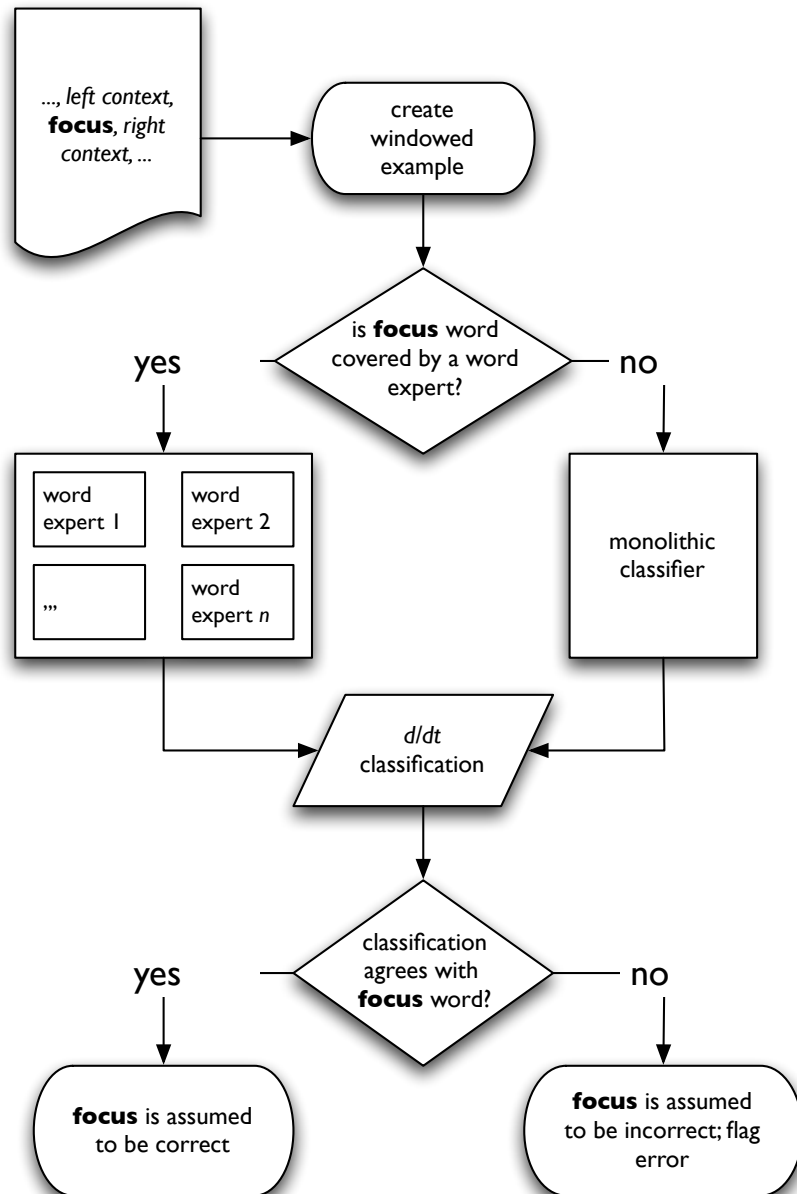 ..., left context,
focus, right
context, ...
create
windowed
example
is focus word
covered by a word
expert?
yes
no
word
expert 1
word
expert 2
,,,
word
expert n
monolithic
classifier
d/dt
classification
classification
agrees with
focus word?
yes
no
focus is assumed
to be correct
focus is assumed
to be incorrect; flag
error